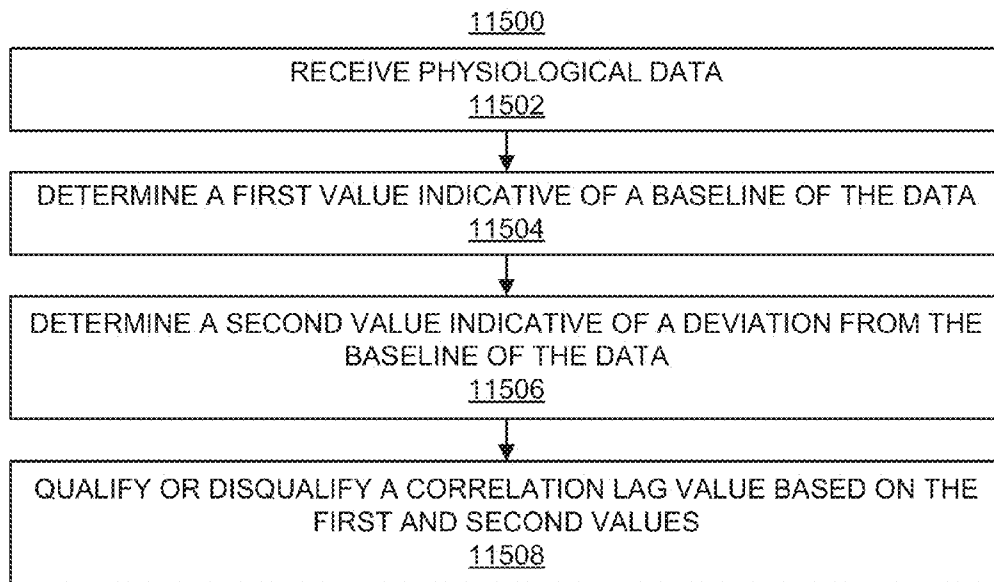 11500
RECEIVE PHYSIOLOGICAL DATA
11502
DETERMINE A FIRST VALUE INDICATIVE OF A BASELINE OF THE DATA
11504
DETERMINE A SECOND VALUE INDICATIVE OF A DEVIATION FROM THE
BASELINE OF THE DATA
11506
QUALIFY OR DISQUALIFY A CORRELATION LAG VALUE BASED ON THE
FIRST AND SECOND VALUES
11508